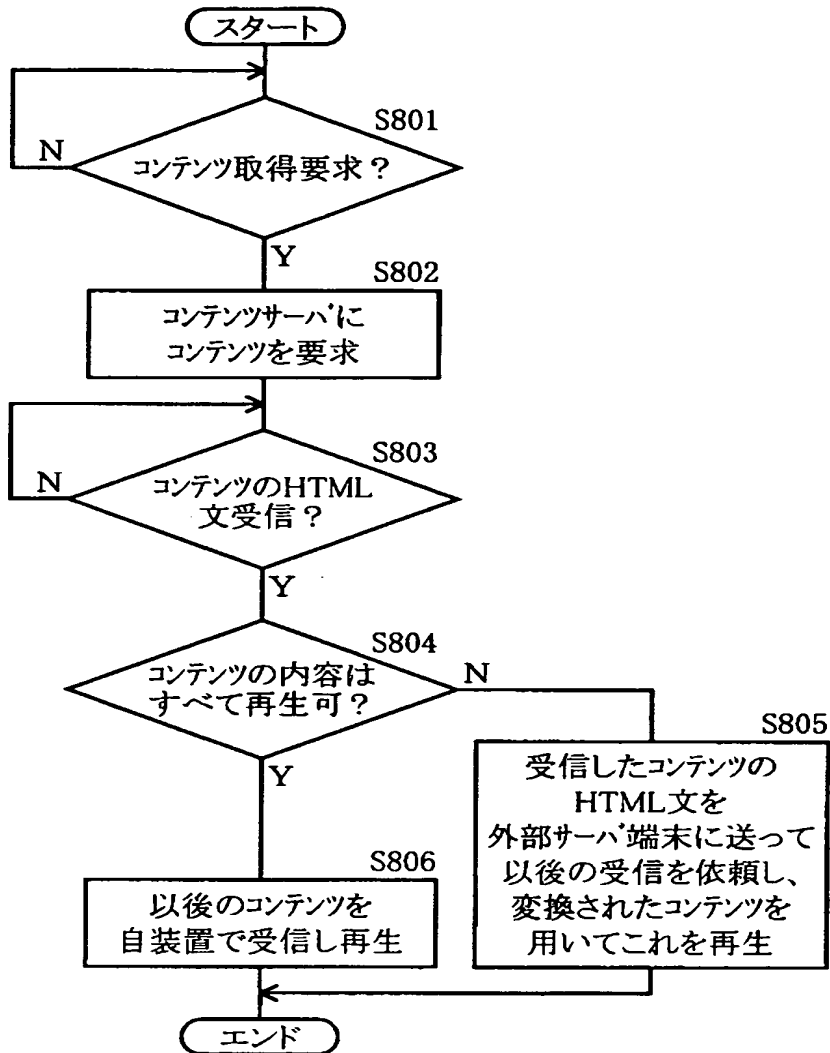 スタート
S801
N
コンテンツ取得要求？
Y
S802
コンテンツサーバに
コンテンツを要求
S803
N
コンテンツのHTML
文受信？
Y
S804
コンテンツの内容は
すべて再生可？
N
Y
S805
受信したコンテンツの
HTML文を
外部サーバ端末に送って
以後の受信を依頼し、
変換されたコンテンツを
用いてこれを再生
S806
以後のコンテンツを
自装置で受信し再生
エンド